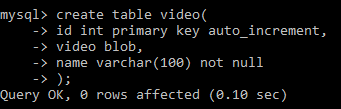 mysql> create table video(
    -> id int primary key auto_increment,
    -> video blob,
    -> name varchar(100) not null
    -> );
Query OK, 0 rows affected (0.10 sec)